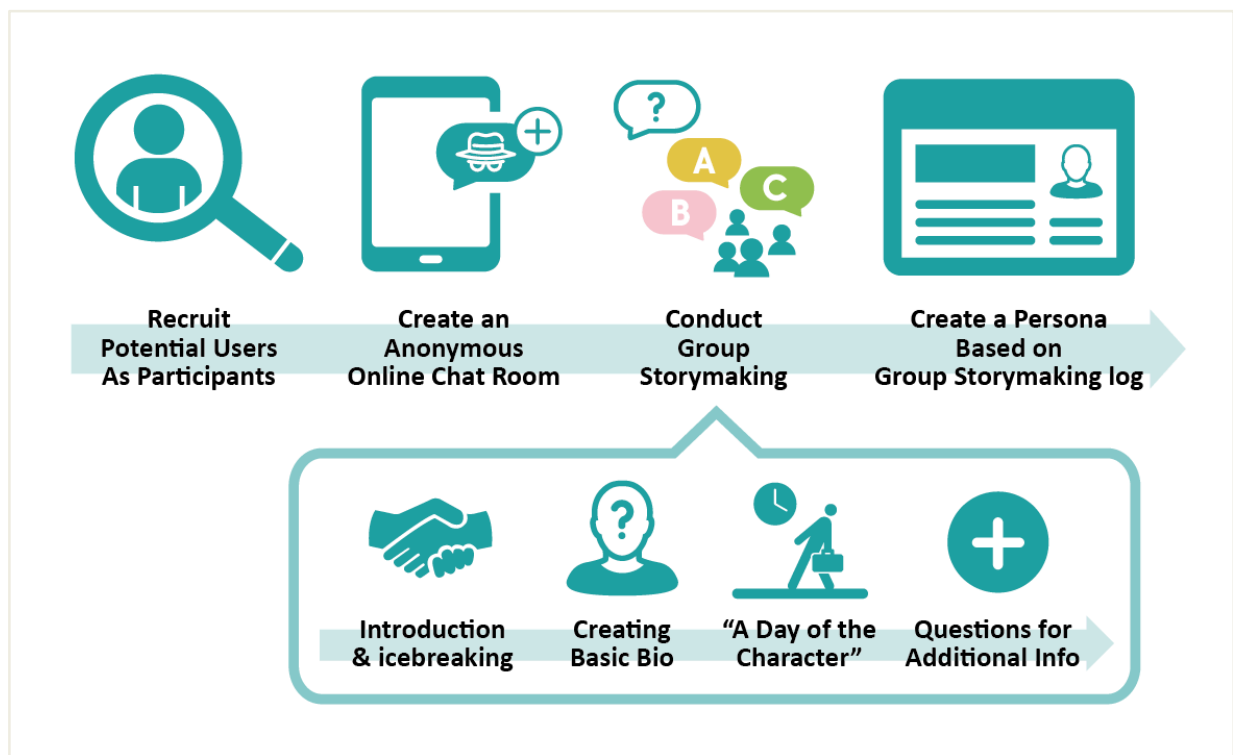 ?
A
B
C
Recruit
Potential Users
As Participants
Create an
Anonymous
Online Chat Room
Conduct
Group
Storymaking
Create a Persona
Based on
Group Storymaking log
?
Introduction
& icebreaking
Creating
Basic Bio
“A Day of the
Character”
Questions for
Additional Info